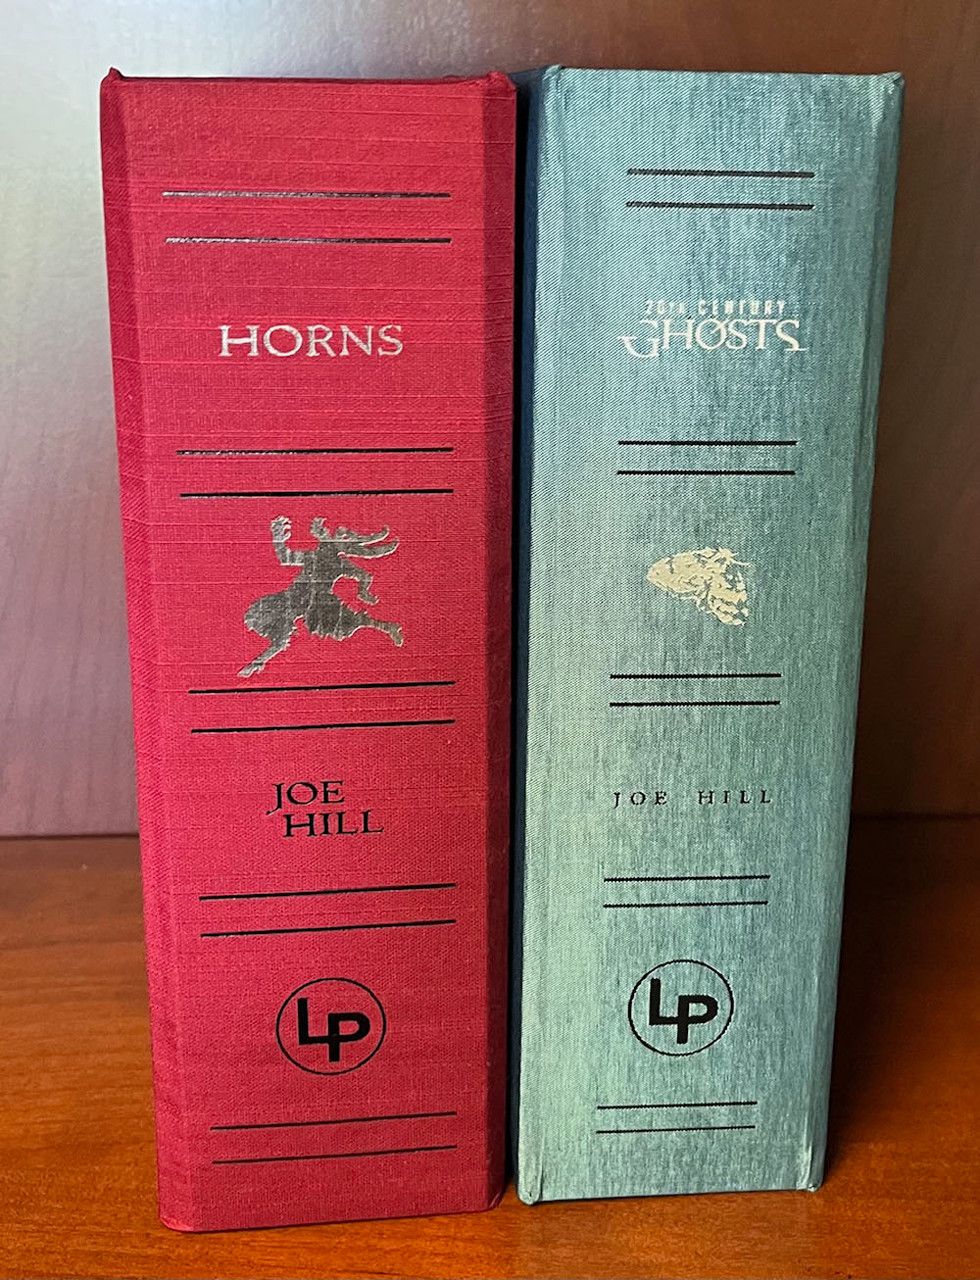 HORNS
JOE
HILL
LP
20TH CENTURY
GHOSTS
JOE HILL
LP